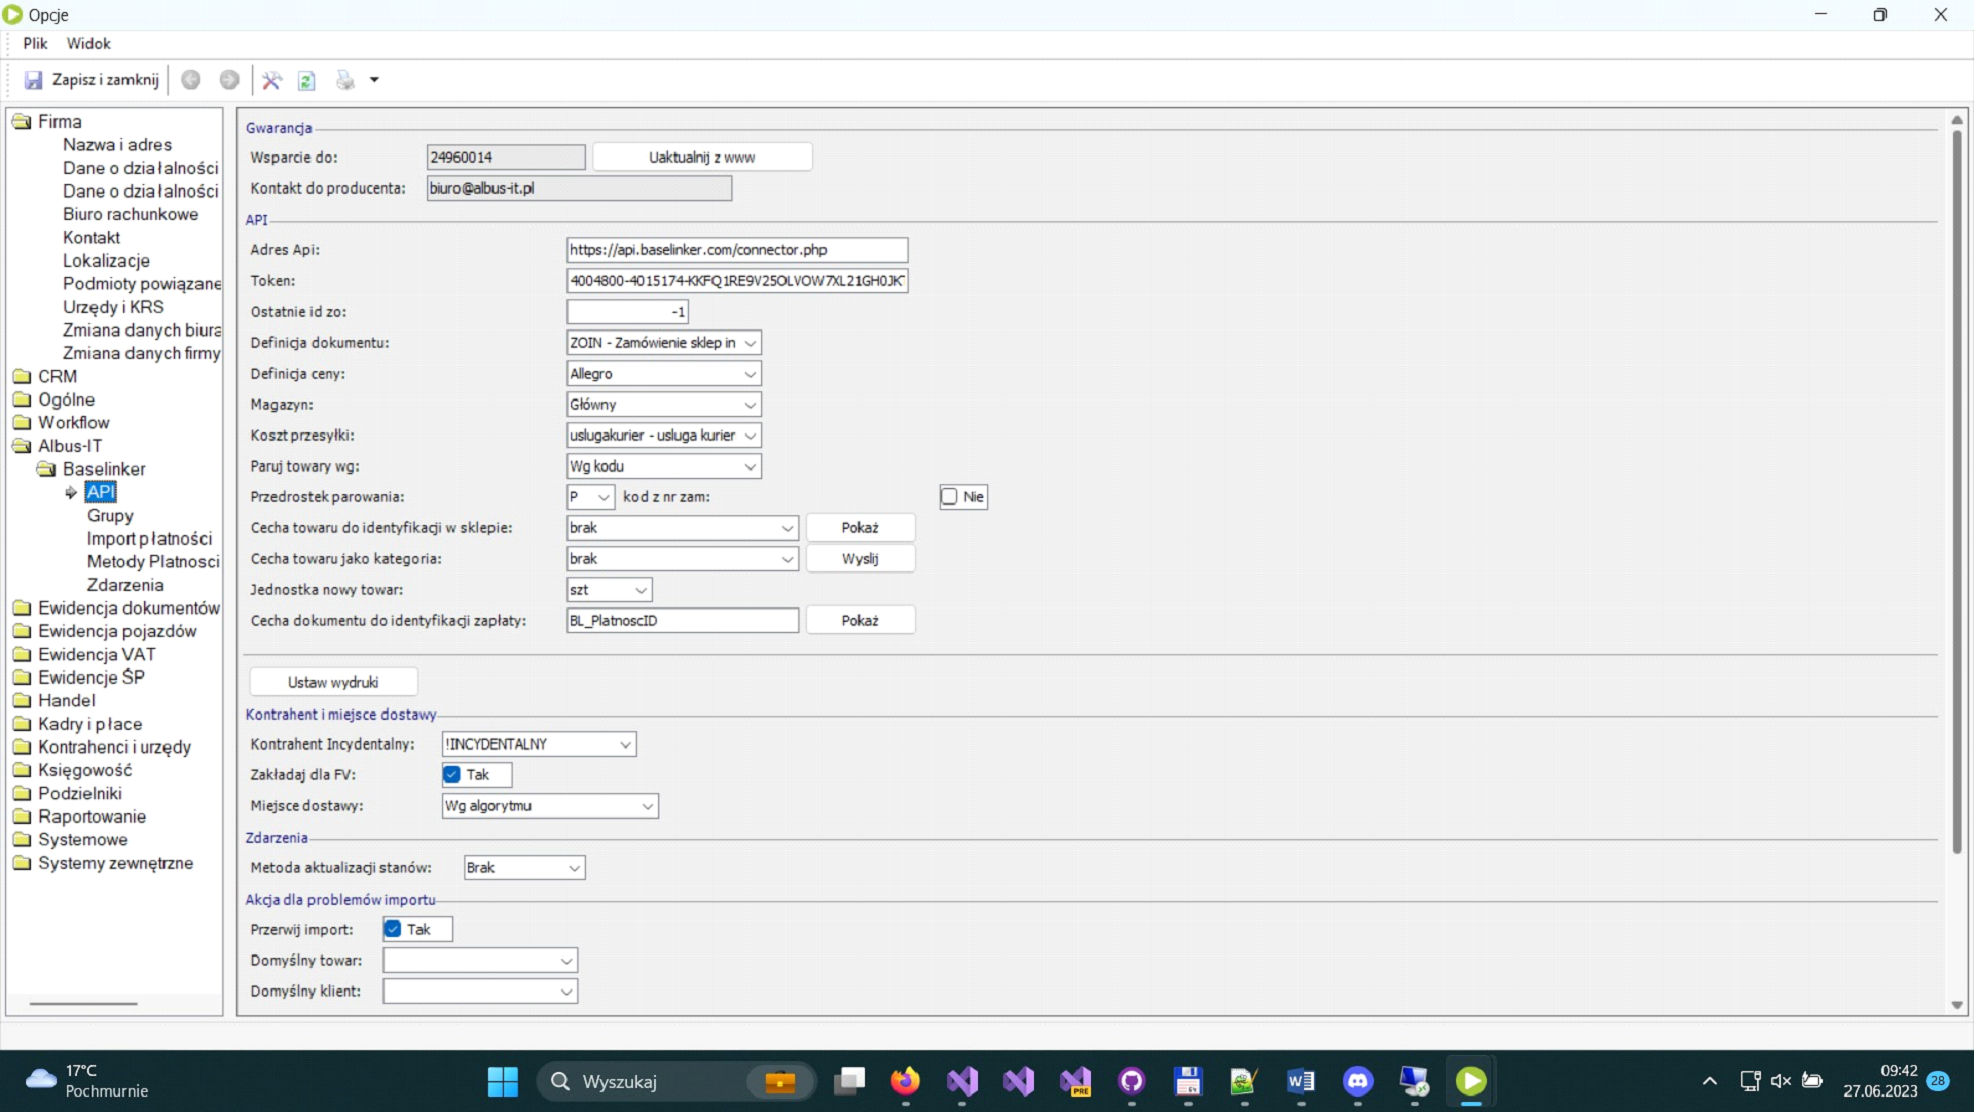 Opcje
Plik Widok
Zapisz i zamknij
Firma
Nazwa i adres
Dane o działalności
Dane o działalności
Biuro rachunkowe
Kontakt
Lokalizacje
Podmioty powiązane
Urzędy i KRS
Zmiana danych biura
Zmiana danych firmy
CRM
Ogólne
Workflow
Albus-IT
Baselinker
API
Grupy
Import płatności
Metody Platnosci
Zdarzenia
Ewidencja dokumentów
Ewidencja pojazdów
Ewidencja VAT
Ewidencje ŚP
Handel
Kadry i płace
Kontrahenci i urzędy
Księgowość
Podzielniki
Raportowanie
Systemowe
Systemy zewnętrzne
Gwarancja
Wsparcie do: 24960014 Uaktualnij z www
Kontakt do producenta: biuro@albus-it.pl
API
Adres Api: https://api.baselinker.com/connector.php
Token: 4004800-4015174-KKFQ1RE9V25OLVOW7XL21GH0JK
Ostatnie id zo: -1
Definicja dokumentu: ZOIN - Zamówienie sklep in
Definicja ceny: Allegro
Magazyn: Główny
Koszt przesyłki: uslugakurier - usluga kurier
Paruj towary wg: Wg kodu
Przedrostek parowania: P kod z nr zam: Nie
Cecha towaru do identyfikacji w sklepie: brak Pokaż
Cecha towaru jako kategoria: brak Wyslij
Jednostka nowy towar: szt
Cecha dokumentu do identyfikacji zapłaty: BL_PlatnoscID Pokaż
Ustaw wydruki
Kontrahent i miejsce dostawy
Kontrahent Incydentalny: !INCYDENTALNY
Zakładaj dla FV: Tak
Miejsce dostawy: Wg algorytmu
Zdarzenia
Metoda aktualizacji stanów: Brak
Akcja dla problemów importu
Przerwij import: Tak
Domyślny towar:
Domyślny klient:
17°C
Pochmurnie
Wyszukaj
PRE
64
09:42
27.06.2023
28